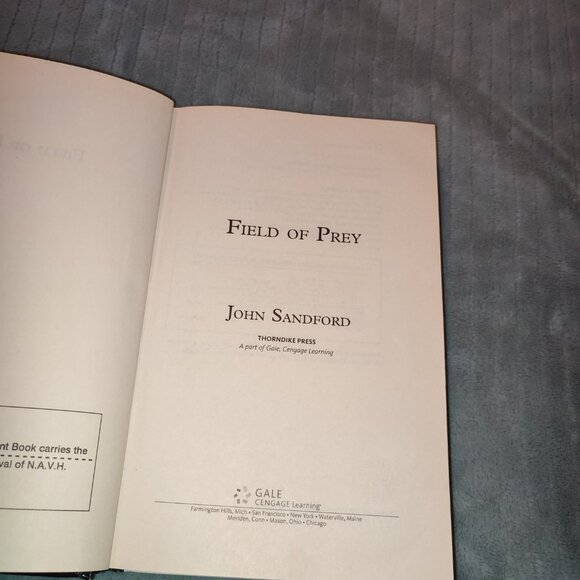 nt Book carries the
val of N.A.V.H.
FIELD OF PREY
JOHN SANDFORD
THORNDIKE PRESS
A part of Gale, Cengage Learning
GALE
CENGAGE Learning
Farmington Hills, Mich • San Francisco • New York • Waterville, Maine
Meriden, Conn • Mason, Ohio • Chicago